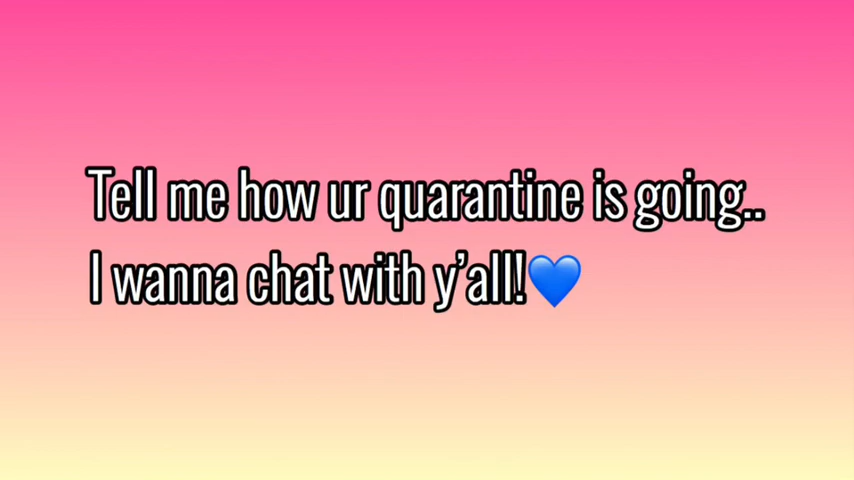 Tell me how ur quarantine is going..
I wanna chat with y’all!💙